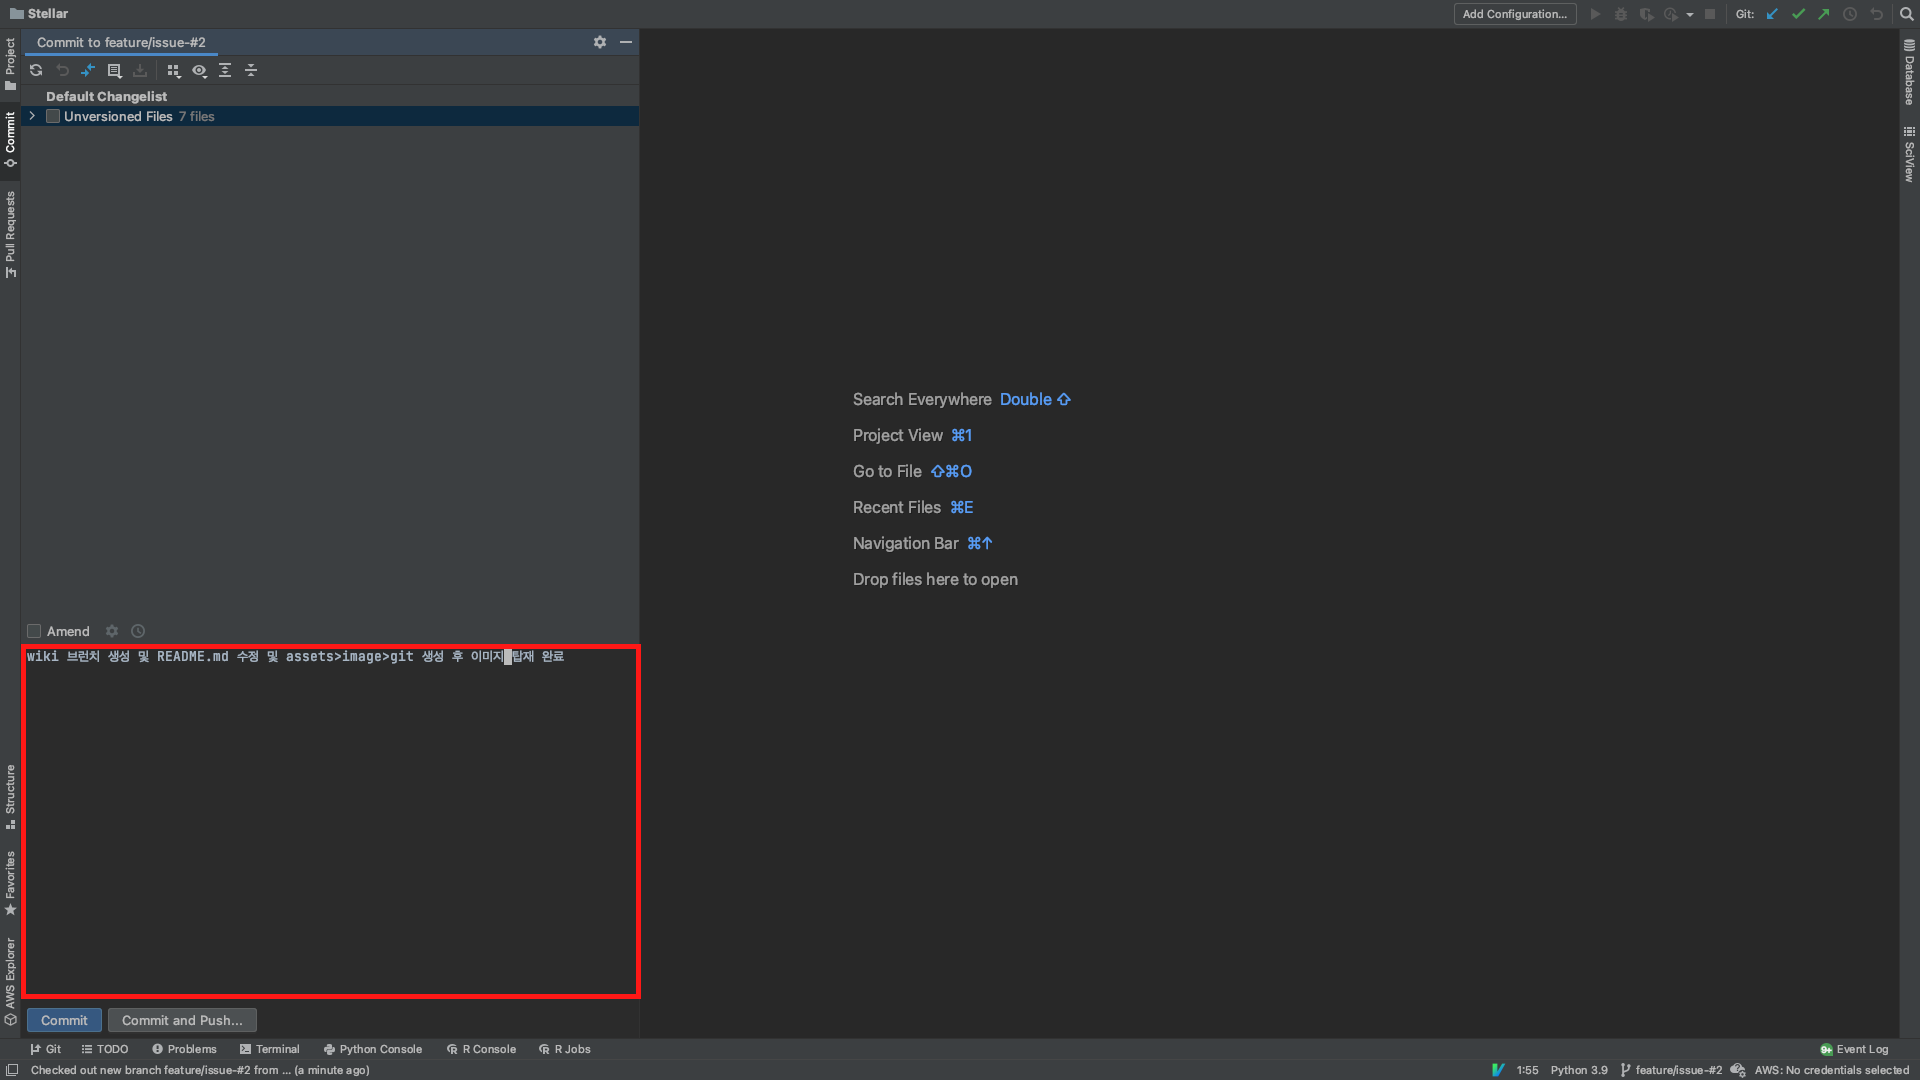 Stellar
Add Configuration...
Git:
Commit to feature/issue-#2
Default Changelist
Unversioned Files 7 files
Project
Commit
Pull Requests
Structure
Favorites
AWS Explorer
Database
SciView
Search Everywhere Double ⇧
Project View ⌘1
Go to File ⇧⌘O
Recent Files ⌘E
Navigation Bar ⌘↑
Drop files here to open
Amend
wiki 브런치 생성 및 README.md 수정 및 assets>image>git 생성 후 이미지 탑재 완료
Commit
Commit and Push...
Git
TODO
Problems
Terminal
Python Console
R Console
R Jobs
9+ Event Log
Checked out new branch feature/issue-#2 from ... (a minute ago)
1:55
Python 3.9
feature/issue-#2
AWS: No credentials selected